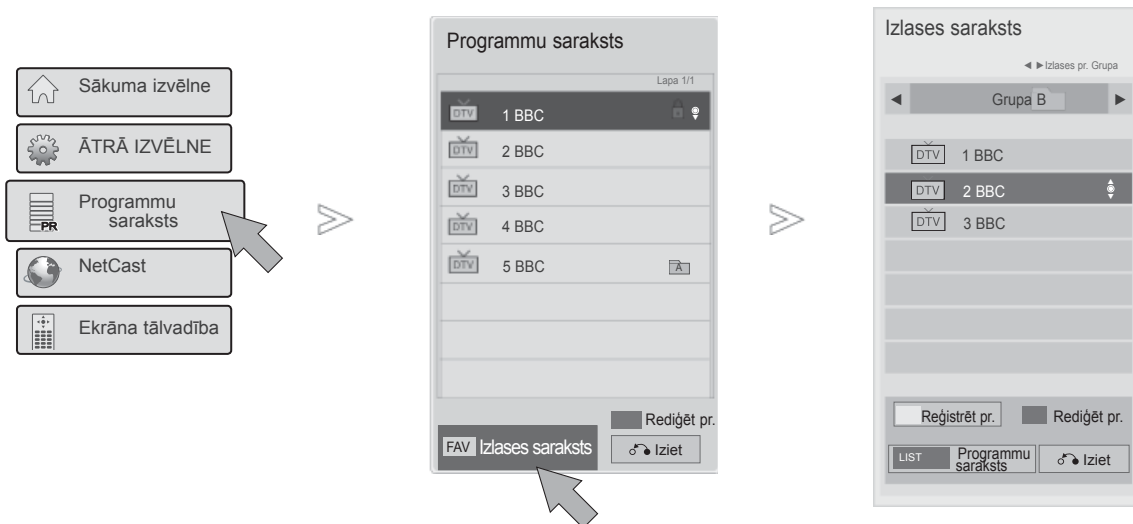 Sākuma izvēlne
ĀTRĀ IZVĒLNE
PR
Programmu
saraksts
NetCast
Ekrāna tālvadība
Programmu saraksts
Lapa 1/1
DTV 1 BBC
DTV 2 BBC
DTV 3 BBC
DTV 4 BBC
DTV 5 BBC A
Rediģēt pr.
FAV Izlases saraksts
Iziet
Izlases saraksts
◄ ►Izlases pr. Grupa
◄ Grupa B ►
DTV 1 BBC
DTV 2 BBC
DTV 3 BBC
Reģistrēt pr. Rediģēt pr.
LIST Programmu
saraksts
Iziet